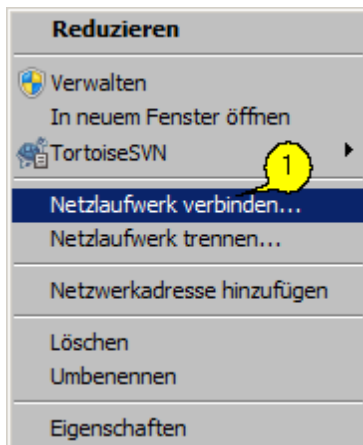 Reduzieren
Verwalten
In neuem Fenster öffnen
TortoiseSVN
1
Netzlaufwerk verbinden...
Netzlaufwerk trennen...
Netzwerkadresse hinzufügen
Löschen
Umbenennen
Eigenschaften